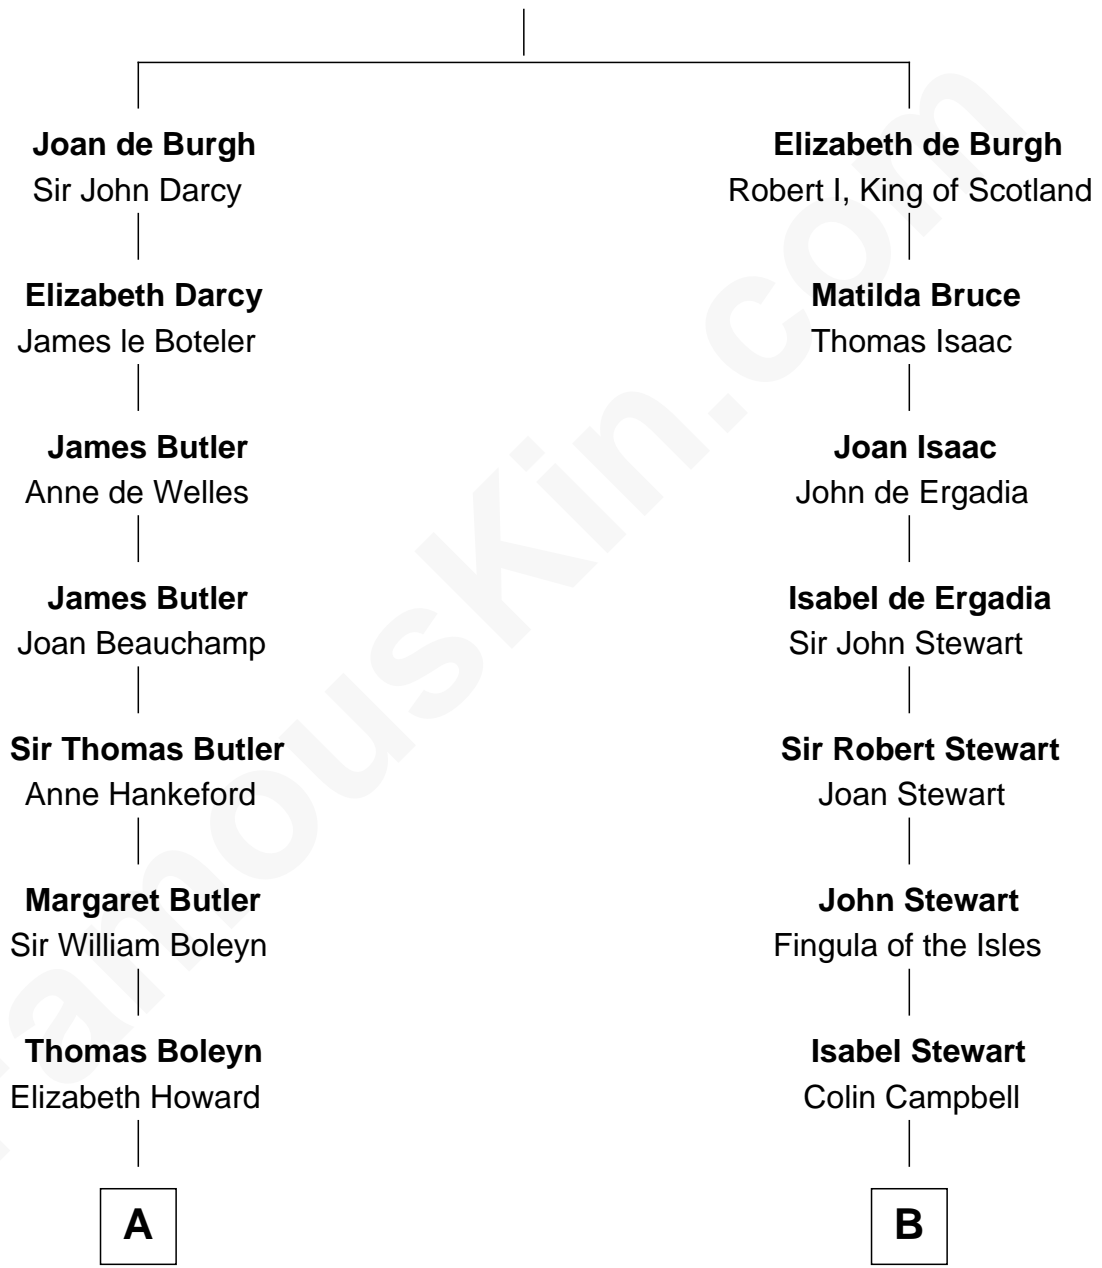 Joan de Burgh
Sir John Darcy
Elizabeth Darcy
James le Boteler
James Butler
Anne de Welles
James Butler
Joan Beauchamp
Sir Thomas Butler
Anne Hankeford
Margaret Butler
Sir William Boleyn
Thomas Boleyn
Elizabeth Howard
A
Elizabeth de Burgh
Robert I, King of Scotland
Matilda Bruce
Thomas Isaac
Joan Isaac
John de Ergadia
Isabel de Ergadia
Sir John Stewart
Sir Robert Stewart
Joan Stewart
John Stewart
Fingula of the Isles
Isabel Stewart
Colin Campbell
B
FamousKin.com